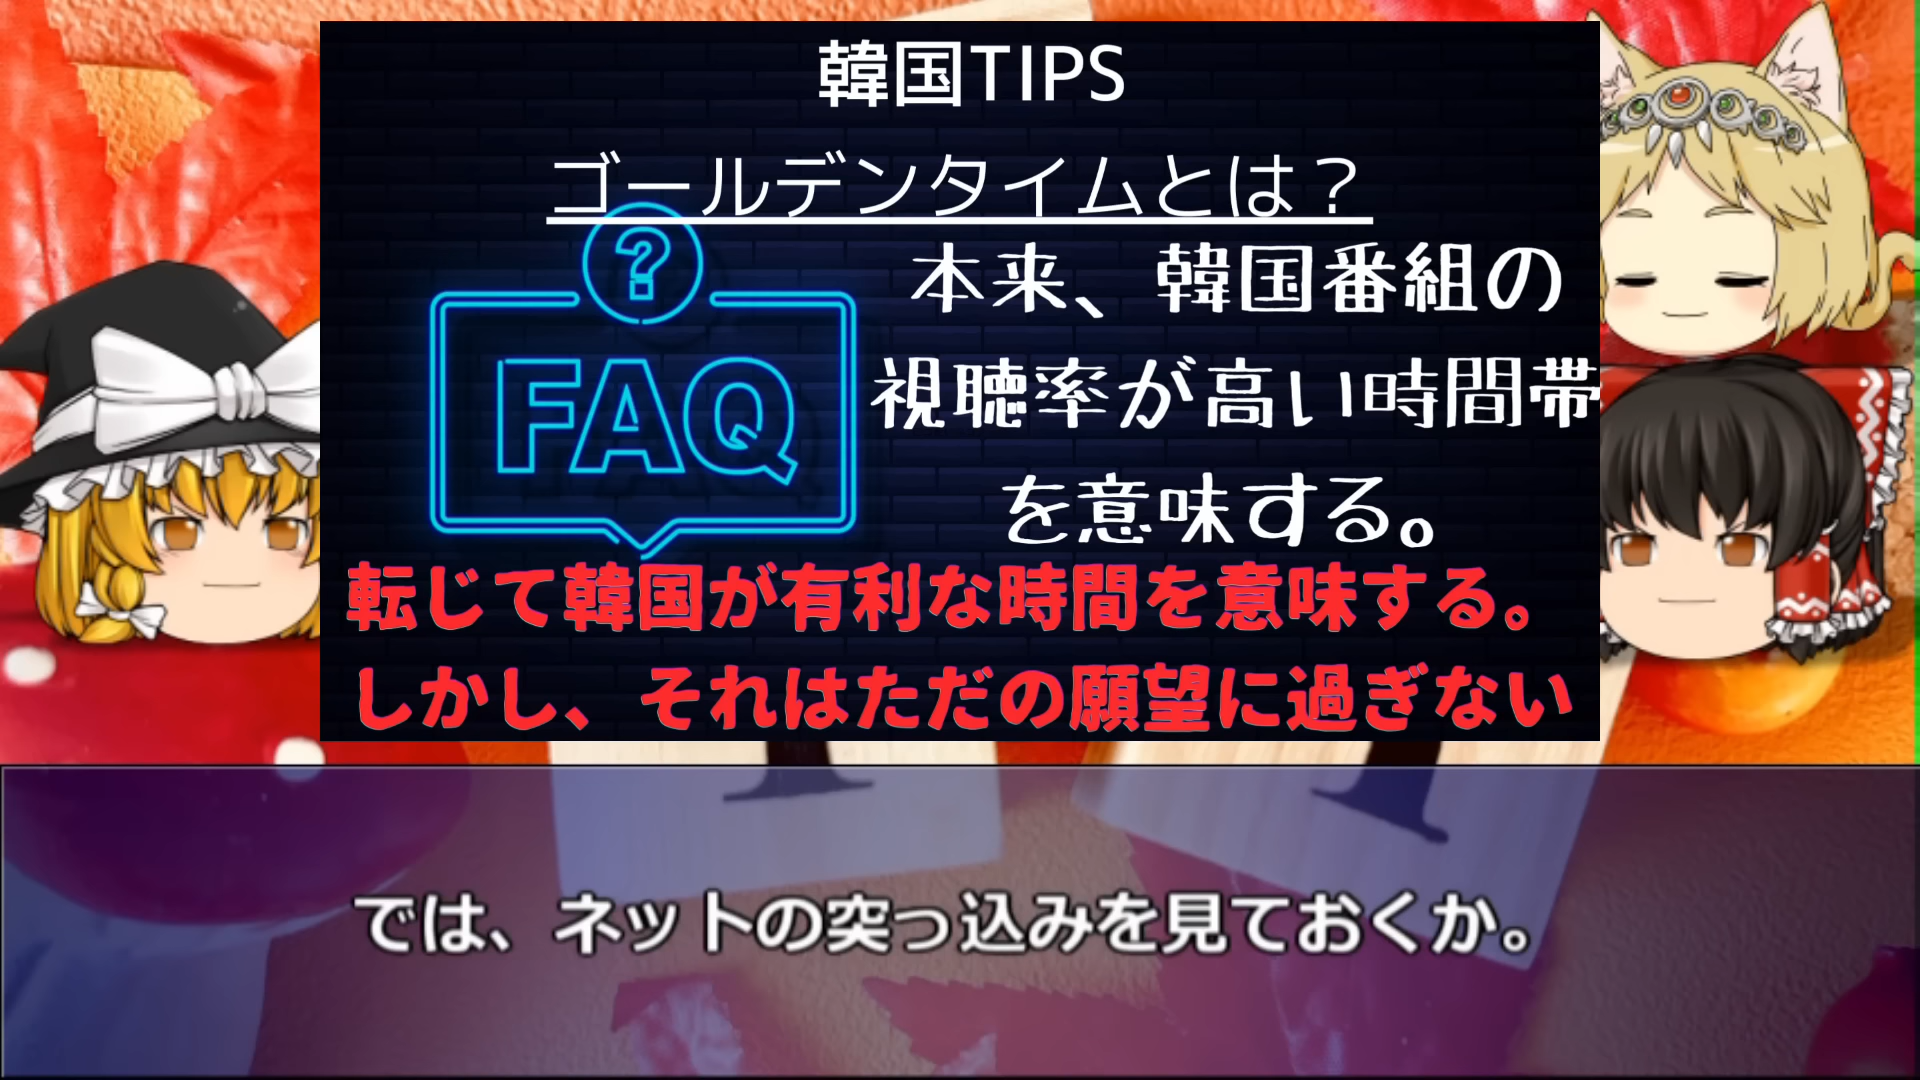 韓国TIPS
ゴールデンタイムとは？
?
FAQ
本来、韓国番組の
視聴率が高い時間帯
を意味する。
転じて韓国が有利な時間を意味する。
しかし、それはただの願望に過ぎない
では、ネットの突っ込みを見ておくか。